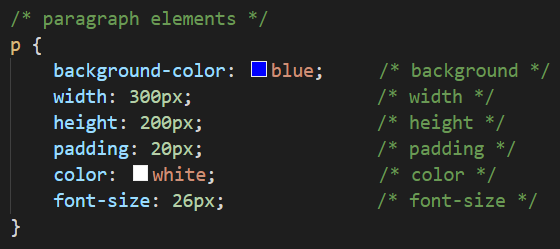 /* paragraph elements */
p {
background-color: blue; /* background */
width: 300px; /* width */
height: 200px; /* height */
padding: 20px; /* padding */
color: white; /* color */
font-size: 26px; /* font-size */
}